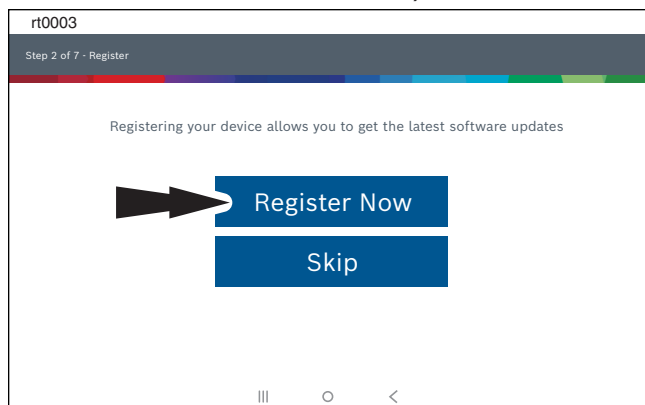 rt0003
Step 2 of 7 - Register
Registering your device allows you to get the latest software updates
Register Now
Skip